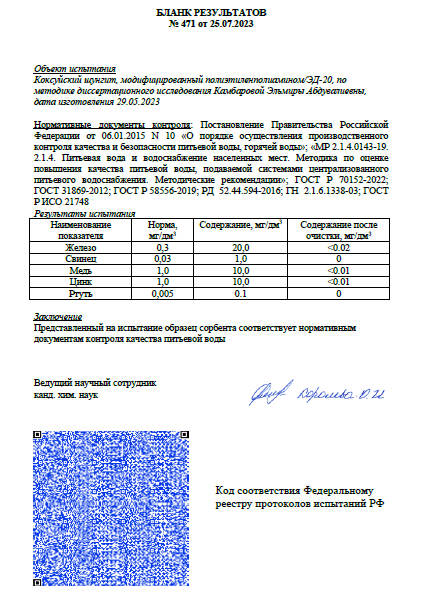 БЛАНК РЕЗУЛЬТАТОВ
№ 471 от 25.07.2023
Объект испытания
Коксуйский шунгит, модифицированный полиэтиленполиамином/ЭД-20, по
методике диссертационного исследования Камбаровой Эльмиры Абдувалиевны,
дата изготовления 29.05.2023
Нормативные документы контроля: Постановление Правительства Российской
Федерации от 06.01.2015 N 10 «О порядке осуществления производственного
контроля качества и безопасности питьевой воды, горячей воды»; «МР 2.1.4.0143-19.
2.1.4. Питьевая вода и водоснабжение населенных мест. Методика по оценке
повышения качества питьевой воды, подаваемой системами централизованного
питьевого водоснабжения. Методические рекомендации»; ГОСТ Р 70152-2022;
ГОСТ 31869-2012; ГОСТ Р 58556-2019; РД 52.44.594-2016; ГН 2.1.6.1338-03; ГОСТ
Р ИСО 21748
Результаты испытания
Наименование показателя Норма, мг/дм³ Содержание, мг/дм³ Содержание после очистки, мг/дм³
Железо 0,3 20,0 <0.02
Свинец 0,03 1,0 0
Медь 1,0 10,0 <0.01
Цинк 1,0 10,0 <0.01
Ртуть 0,005 0.1 0
Заключение
Представленный на испытание образец сорбента соответствует нормативным
документам контроля качества питьевой воды
Ведущий научный сотрудник
канд. хим. наук
Королева Ю.
Код соответствия Федеральному
реестру протоколов испытаний РФ